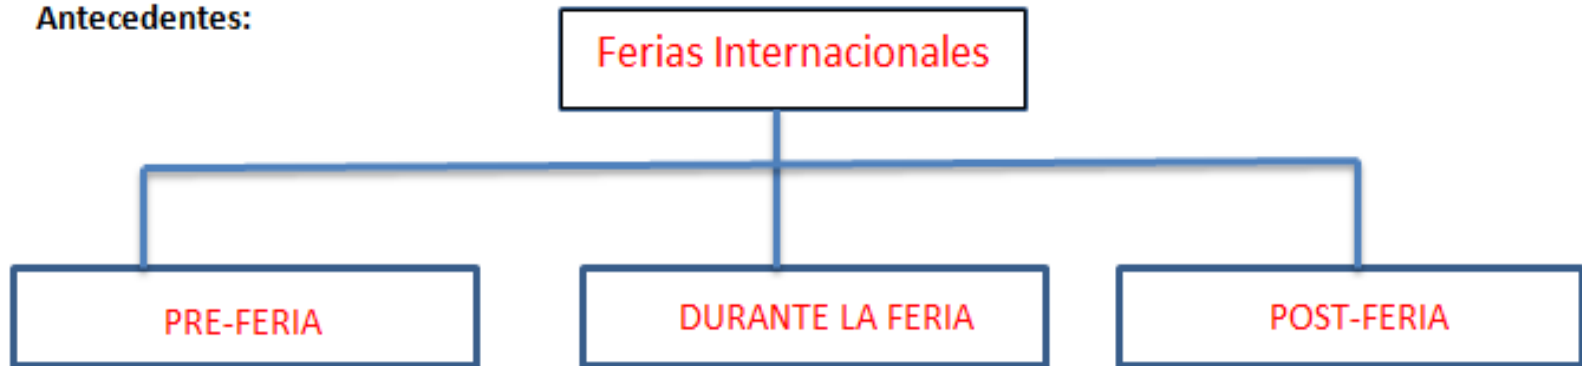 Antecedentes:
Ferias Internacionales
PRE-FERIA
DURANTE LA FERIA
POST-FERIA